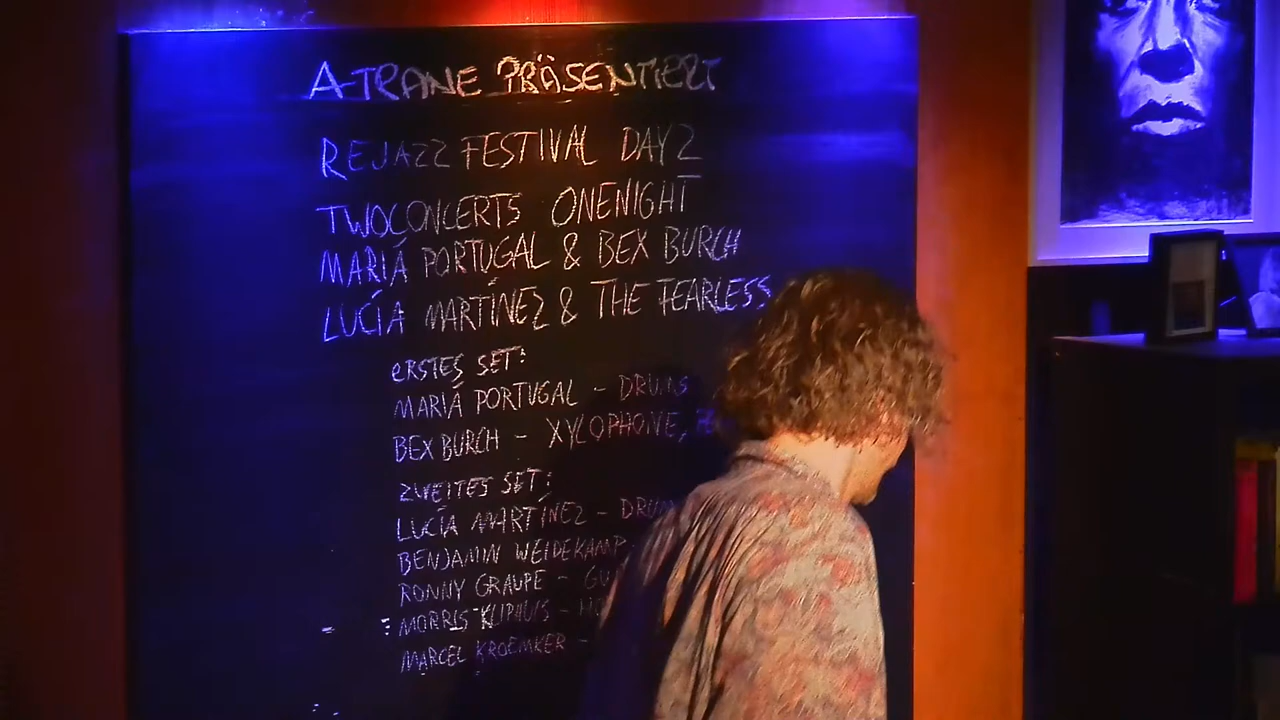 A-TRANE PRÄSENTIERT
REJAZZ FESTIVAL DAY 2
TWO CONCERTS ONE NIGHT
MARIÁ PORTUGAL & BEX BURCH
LUCÍA MARTÍNEZ & THE FEARLESS
ERSTES SET:
MARIÁ PORTUGAL - DRUMS
BEX BURCH - XYLOPHONE,
ZWEITES SET:
LUCÍA MARTÍNEZ - DRU
BENJAMIN WEIDEKAMP
RONNY GRAUPE - GU
MORRIS KLIPHUIS - HO
MARCEL KROEMKER -